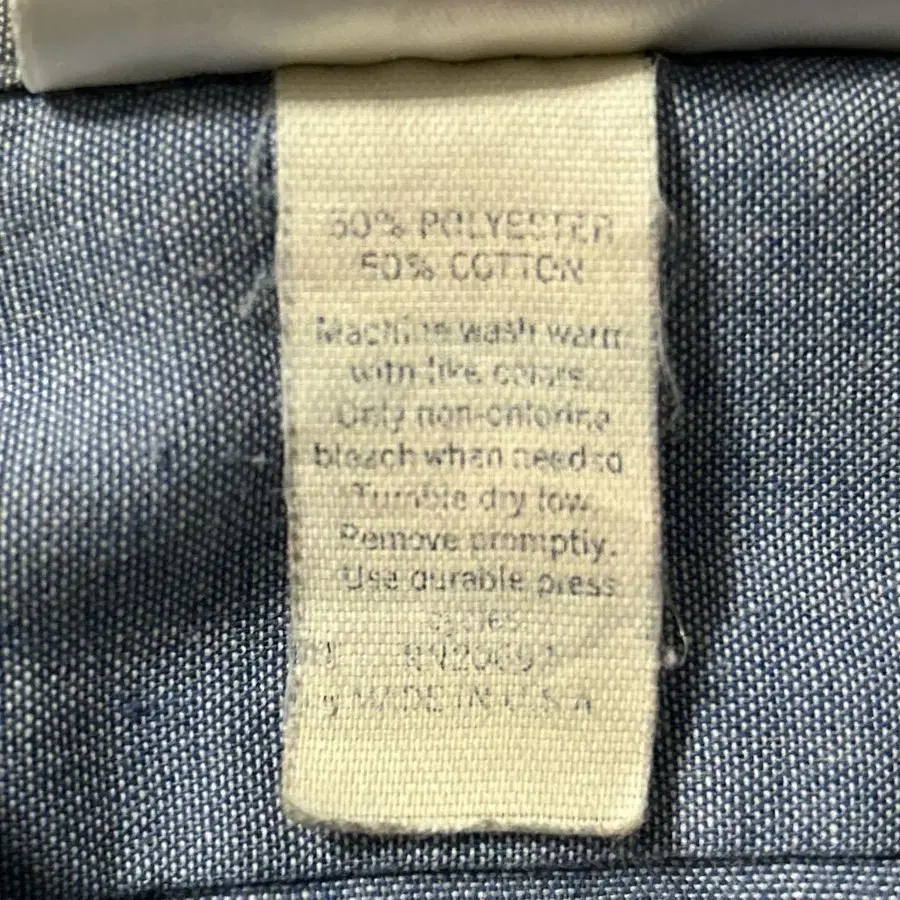 50% POLYESTER
50% COTTON
Machine wash warm
with like colors.
Only non-chlorine
bleach when needed
Tumble dry low.
Remove promptly.
Use durable press
cycles
MADE IN U.S.A